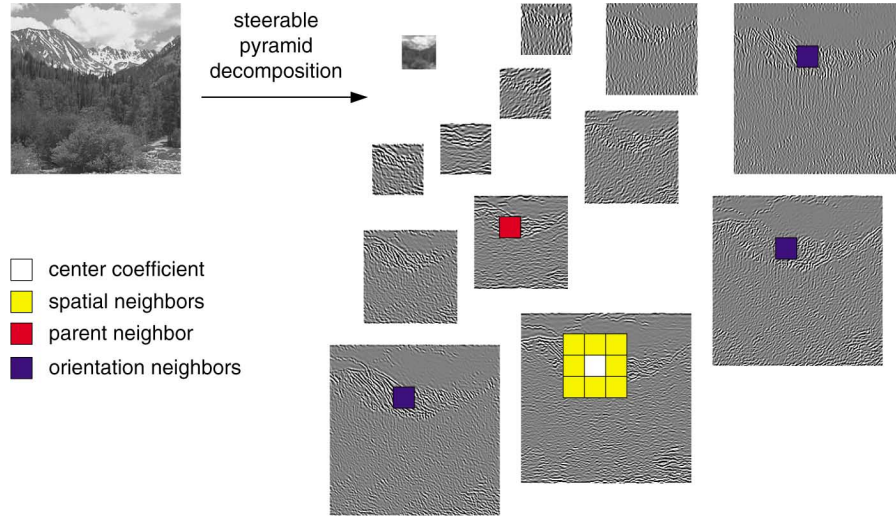 steerable
pyramid
decomposition
center coefficient
spatial neighbors
parent neighbor
orientation neighbors